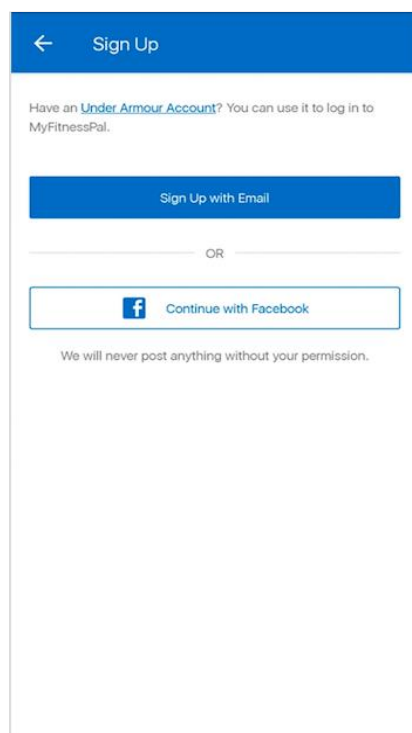 Sign Up
Have an Under Armour Account? You can use it to log in to
MyFitnessPal.
Sign Up with Email
OR
Continue with Facebook
We will never post anything without your permission.